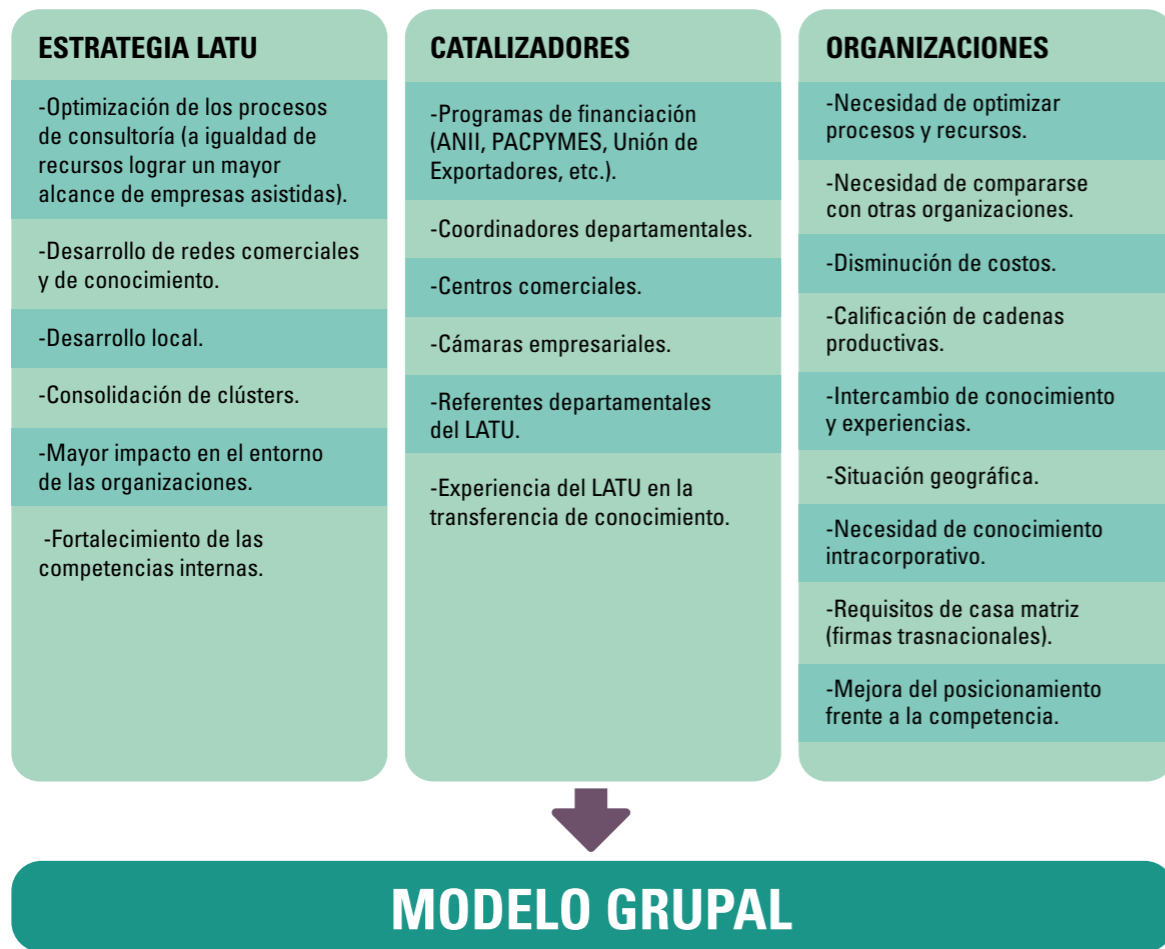 ESTRATEGIA LATU
-Optimización de los procesos
de consultoría (a igualdad de
recursos lograr un mayor
alcance de empresas asistidas).
-Desarrollo de redes comerciales
y de conocimiento.
-Desarrollo local.
-Consolidación de clústers.
-Mayor impacto en el entorno
de las organizaciones.
-Fortalecimiento de las
competencias internas.
CATALIZADORES
-Programas de financiación
(ANII, PACPYMES, Unión de
Exportadores, etc.).
-Coordinadores departamentales.
-Centros comerciales.
-Cámaras empresariales.
-Referentes departamentales
del LATU.
-Experiencia del LATU en la
transferencia de conocimiento.
ORGANIZACIONES
-Necesidad de optimizar
procesos y recursos.
-Necesidad de compararse
con otras organizaciones.
-Disminución de costos.
-Calificación de cadenas
productivas.
-Intercambio de conocimiento
y experiencias.
-Situación geográfica.
-Necesidad de conocimiento
intracorporativo.
-Requisitos de casa matriz
(firmas trasnacionales).
-Mejora del posicionamiento
frente a la competencia.
MODELO GRUPAL